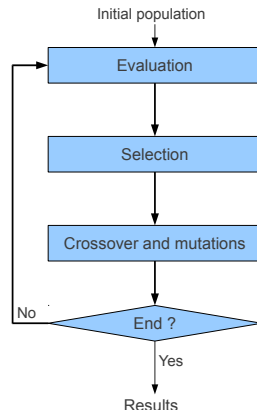 Initial population
Evaluation
Selection
Crossover and mutations
End ?
No
Yes
Results